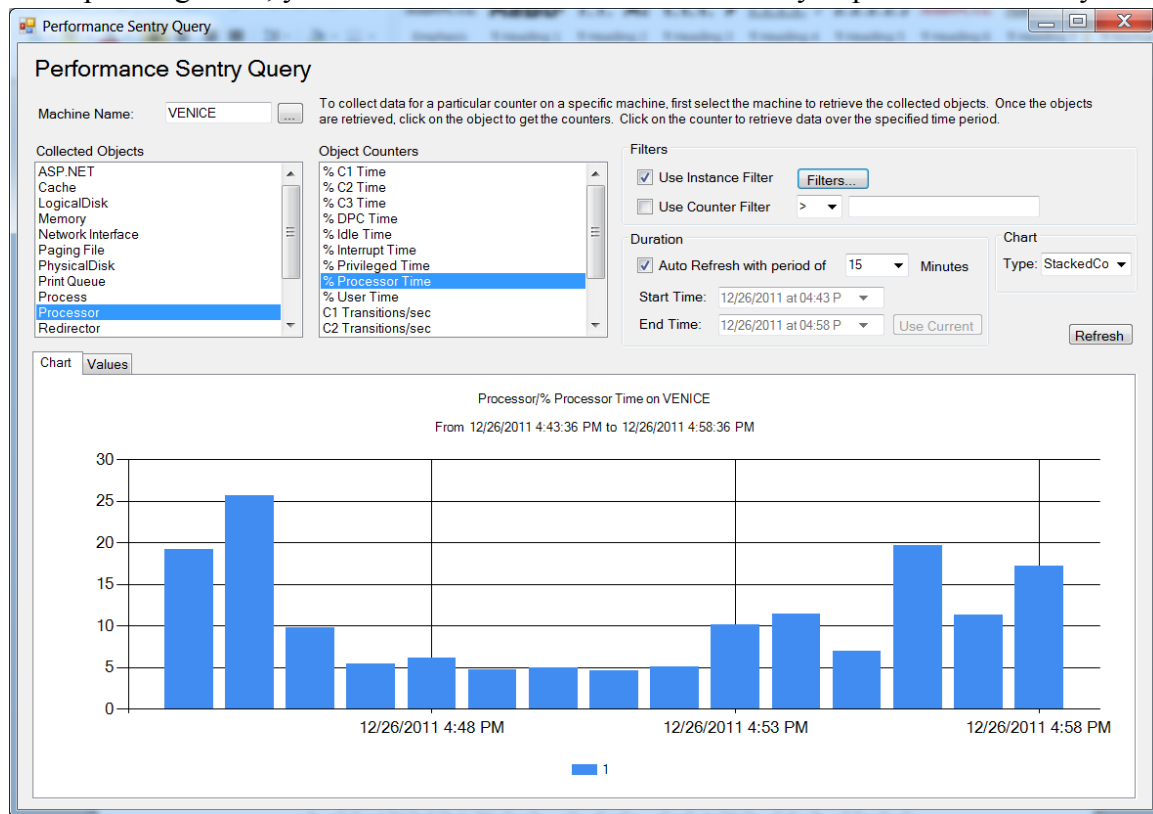 Performance Sentry Query
Performance Sentry Query
Machine Name: VENICE ...
To collect data for a particular counter on a specific machine, first select the machine to retrieve the collected objects. Once the objects
are retrieved, click on the object to get the counters. Click on the counter to retrieve data over the specified time period.
Collected Objects
ASP.NET
Cache
LogicalDisk
Memory
Network Interface
Paging File
PhysicalDisk
Print Queue
Process
Processor
Redirector
Object Counters
% C1 Time
% C2 Time
% C3 Time
% DPC Time
% Idle Time
% Interrupt Time
% Privileged Time
% Processor Time
% User Time
C1 Transitions/sec
C2 Transitions/sec
Filters
Use Instance Filter Filters...
Use Counter Filter >
Duration
Auto Refresh with period of 15 Minutes
Start Time: 12/26/2011 at 04:43 P
End Time: 12/26/2011 at 04:58 P Use Current
Chart
Type: StackedCo
Refresh
Chart Values
Processor/% Processor Time on VENICE
From 12/26/2011 4:43:36 PM to 12/26/2011 4:58:36 PM
30
25
20
15
10
5
0
12/26/2011 4:48 PM 12/26/2011 4:53 PM 12/26/2011 4:58 PM
1